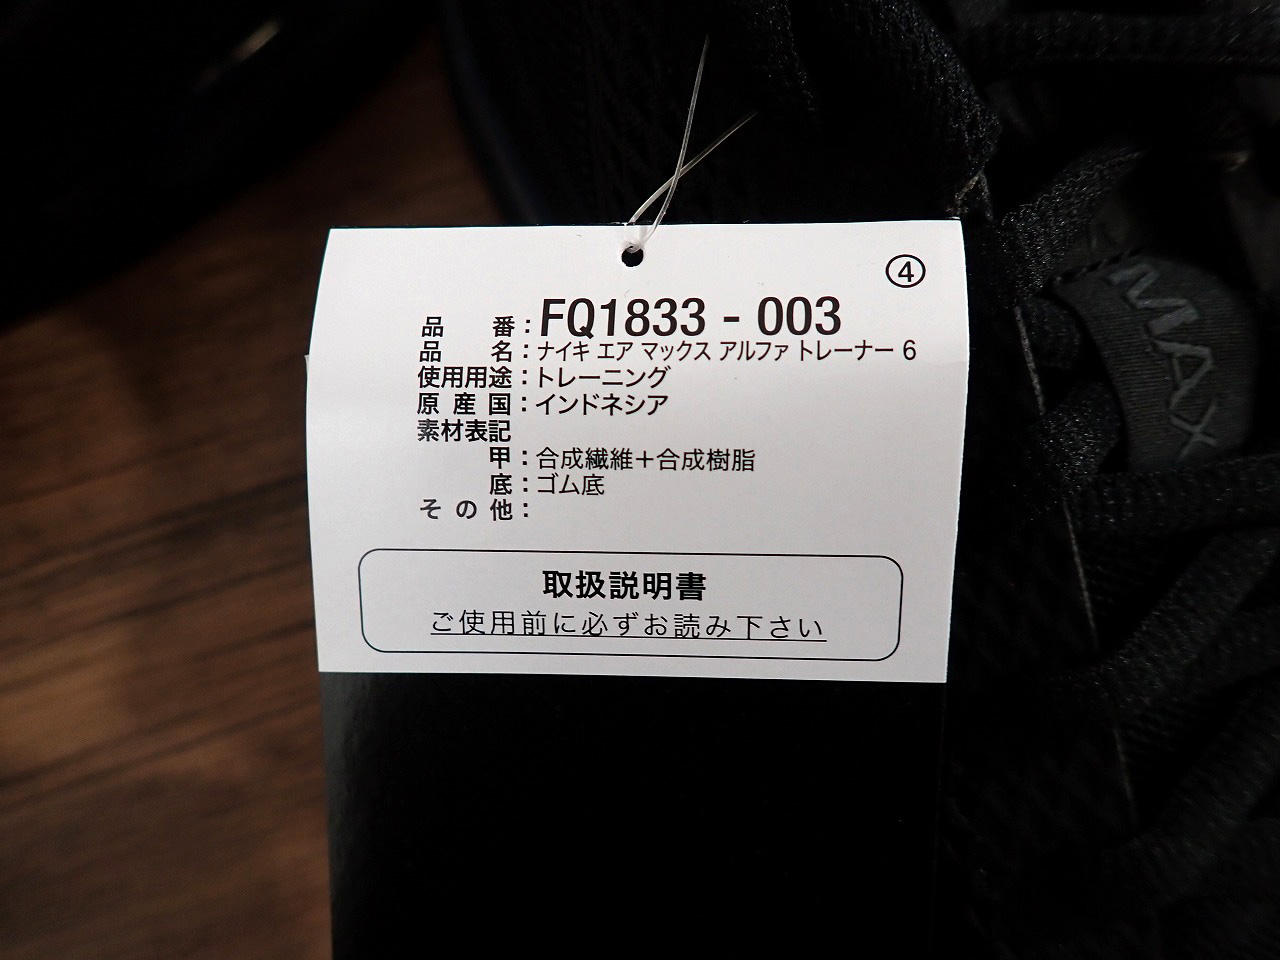 ④
品番：FQ1833 - 003
品名：ナイキ エア マックス アルファ トレーナー 6
使用用途：トレーニング
原産国：インドネシア
素材表記
甲：合成繊維＋合成樹脂
底：ゴム底
その他：
取扱説明書
ご使用前に必ずお読み下さい
MAX